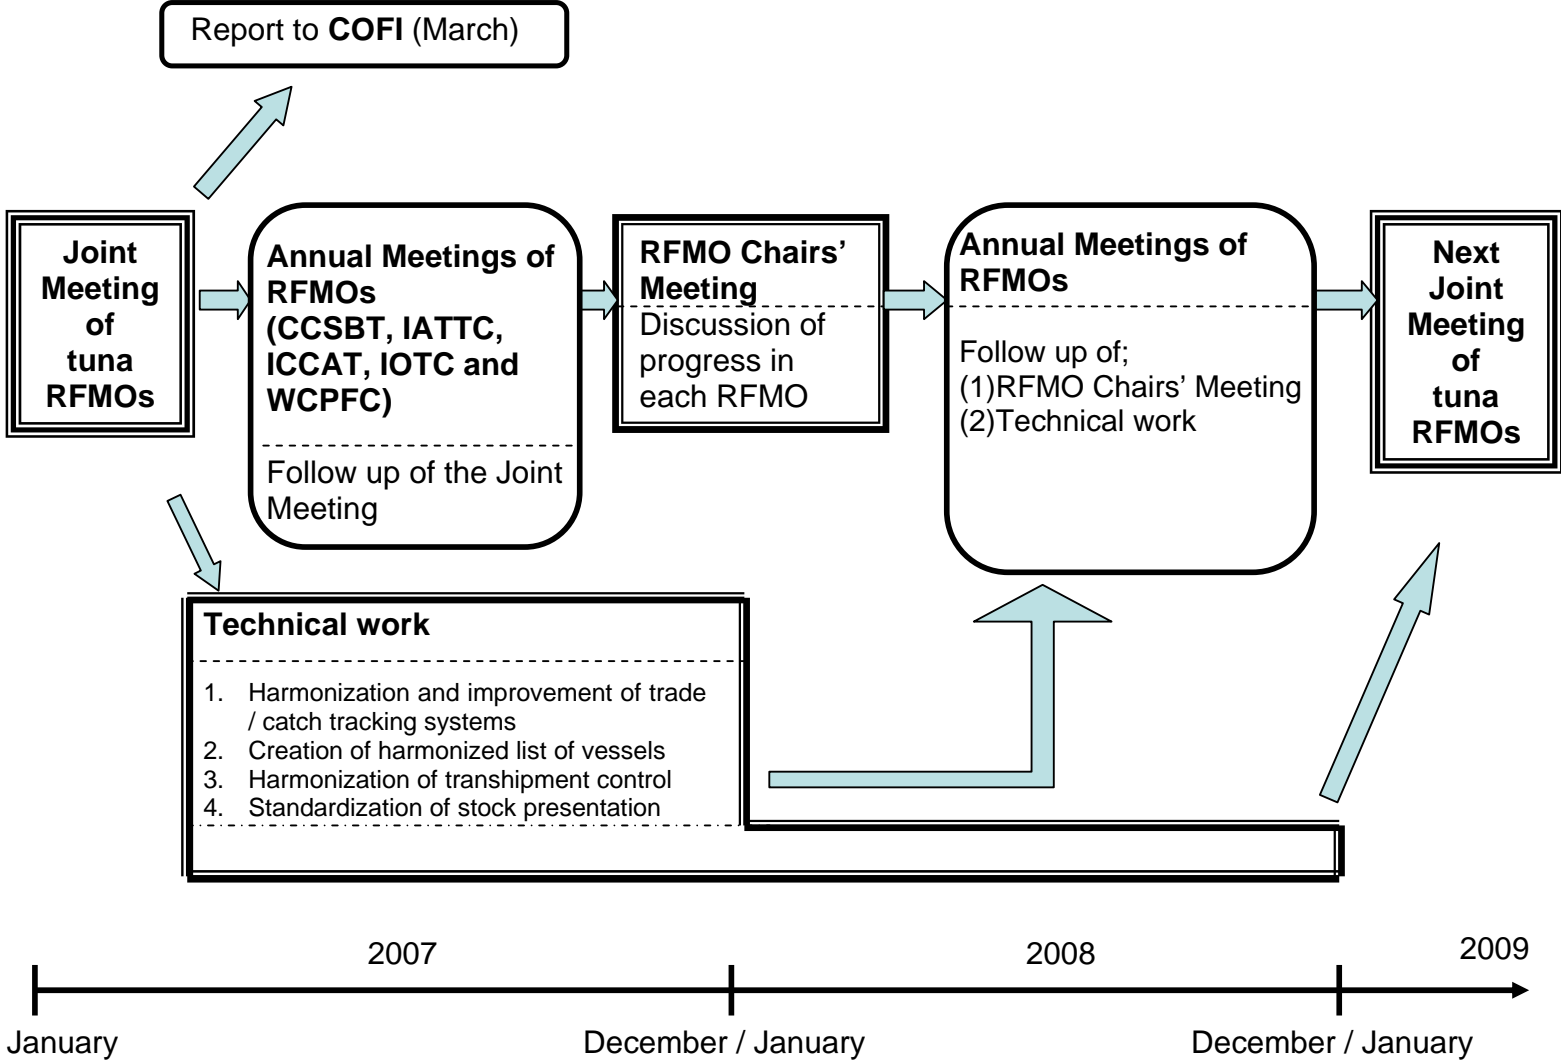 Report to COFI (March)
Joint
Meeting
of
tuna
RFMOs
Annual Meetings of
RFMOs
(CCSBT, IATTC,
ICCAT, IOTC and
WCPFC)
Follow up of the Joint
Meeting
RFMO Chairs’
Meeting
Discussion of
progress in
each RFMO
Annual Meetings of
RFMOs
Follow up of;
(1)RFMO Chairs’ Meeting
(2)Technical work
Next
Joint
Meeting
of
tuna
RFMOs
Technical work
1. Harmonization and improvement of trade
/ catch tracking systems
2. Creation of harmonized list of vessels
3. Harmonization of transhipment control
4. Standardization of stock presentation
2007
2008
2009
January
December / January
December / January